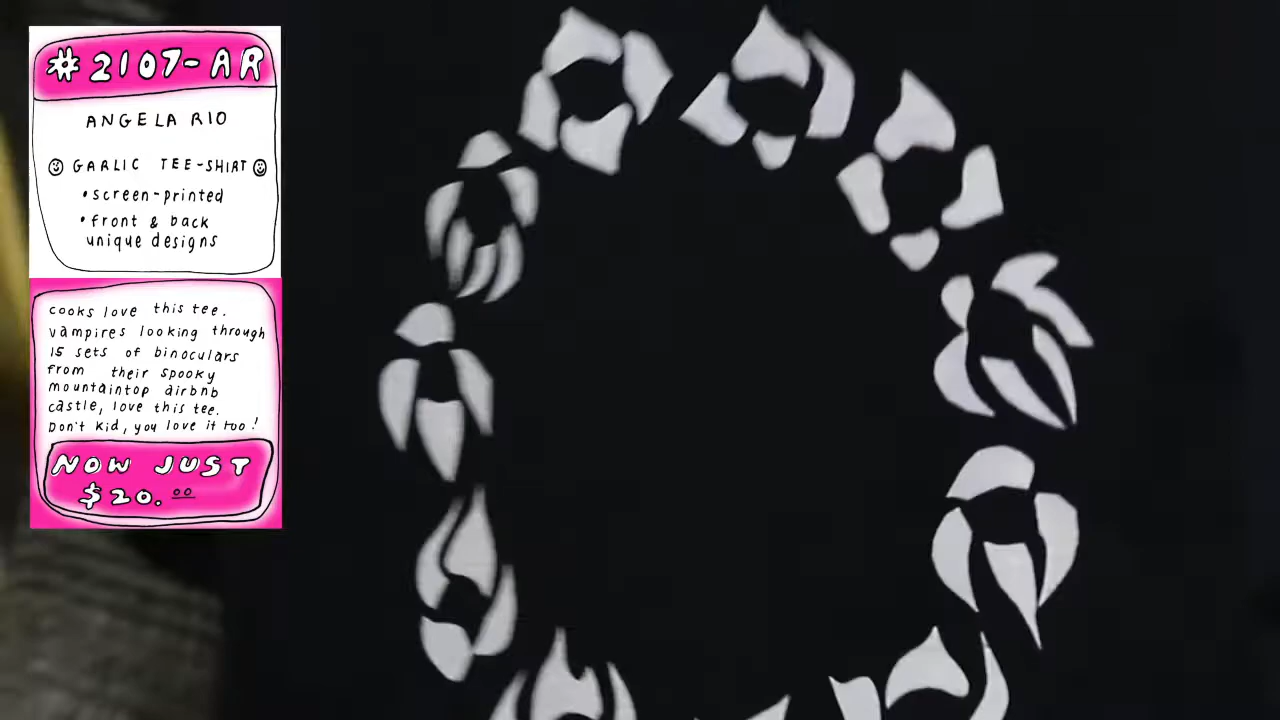 #2107-AR
ANGELA RIO
GARLIC TEE-SHIRT
•screen-printed
•front & back
unique designs
cooks love this tee.
vampires looking through
15 sets of binoculars
from their spooky
mountaintop airbnb
castle, love this tee.
Don't kid, you love it too!
NOW JUST
$20.00